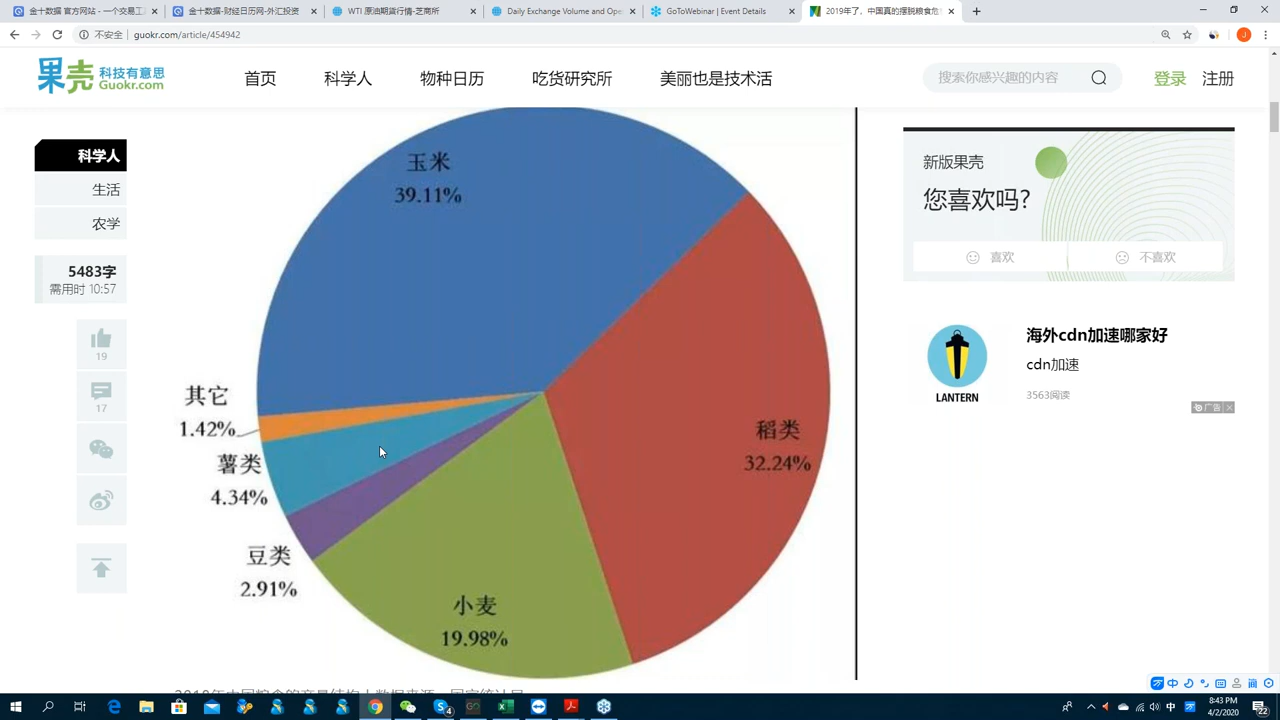 金十数据 官方网站 - 一个交易工
金十数据-财经日历网-外汇投资
WTI 原油期货行情-芝商所
Daily Exchange Volume and Ope
GoToWebinar | Event Details
2019年了，中国真的摆脱粮食危
不安全 | guokr.com/article/454942
果壳 科技有意思
Guokr.com
首页 科学人 物种日历 吃货研究所 美丽也是技术活
搜索你感兴趣的内容
登录 注册
科学人
生活
农学
5483字
需用时 10:57
19
17
玉米
39.11%
稻类
32.24%
其它
1.42%
薯类
4.34%
豆类
2.91%
小麦
19.98%
新版果壳
您喜欢吗?
喜欢 不喜欢
海外cdn加速哪家好
cdn加速
3563阅读
LANTERN
广告
8:43 PM
4/2/2020